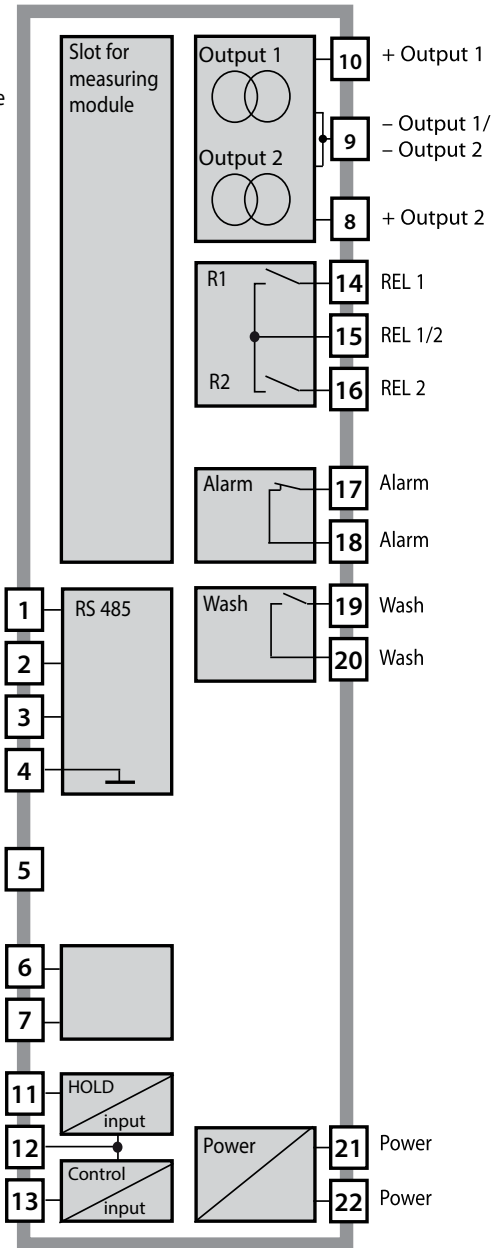 e
Slot for
measuring
module
Output 1
Output 2
10 + Output 1
9 – Output 1/
– Output 2
8 + Output 2
R1
R2
14 REL 1
15 REL 1/2
16 REL 2
Alarm
17 Alarm
18 Alarm
Wash
19 Wash
20 Wash
1
2
3
4
RS 485
5
6
7
11
12
13
HOLD
input
Control
input
Power
21 Power
22 Power